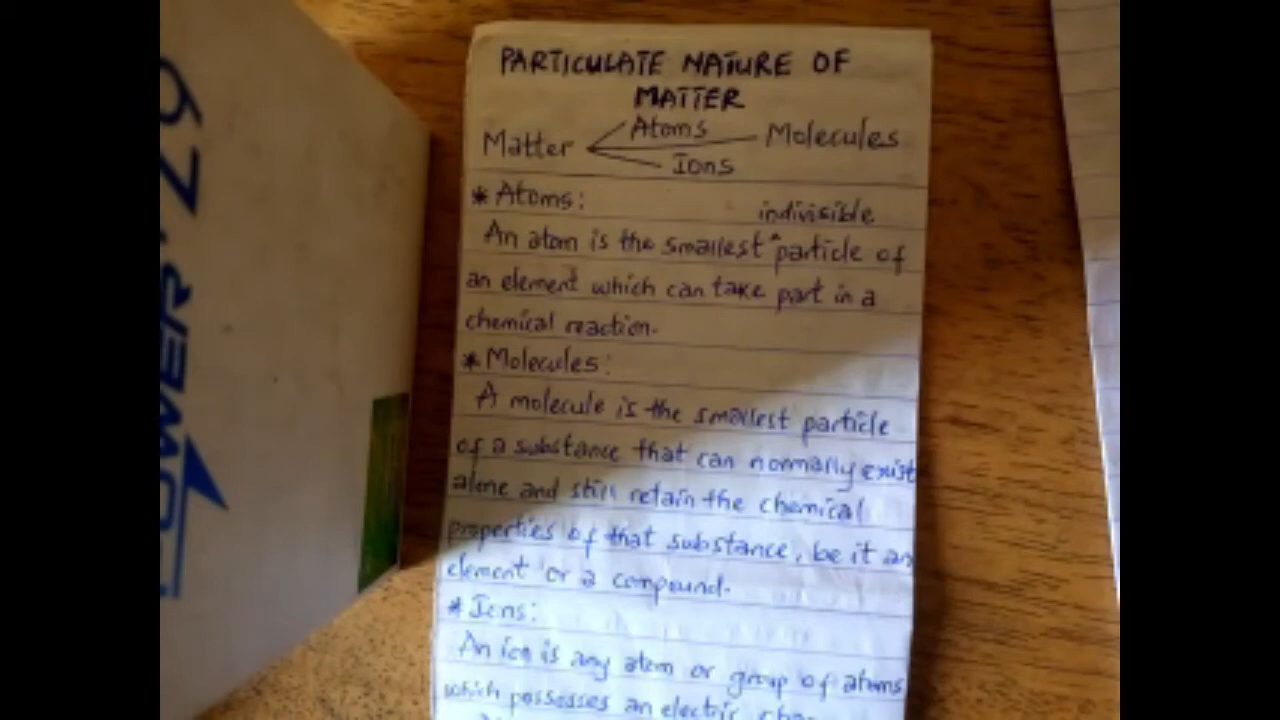 PARTICULATE NATURE OF
MATTER
Matter Atoms Molecules
Ions
* Atoms:
indivisible
An atom is the smallest ^ particle of
an element which can take part in a
chemical reaction.
* Molecules:
A molecule is the smallest particle
of a substance that can normally exist
alone and still retain the chemical
properties of that substance, be it an
element or a compound.
* Ions:
An ion is any atom or group of atoms
which possesses an electric